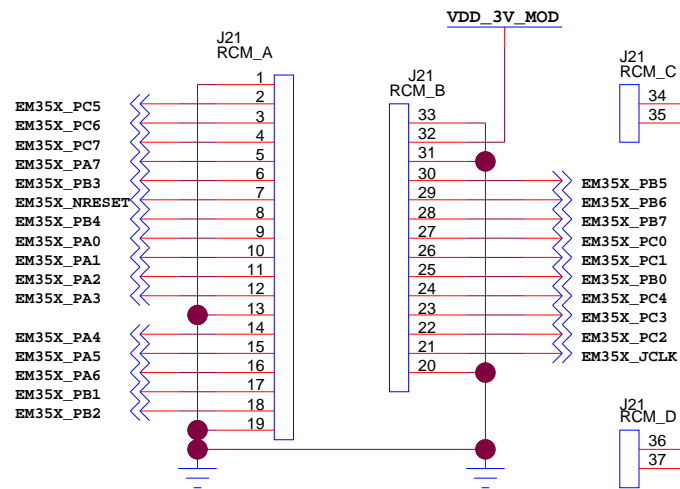 VDD_3V_MOD
J21
RCM_A
1
2
3
4
5
6
7
8
9
10
11
12
13
14
15
16
17
18
19
EM35X_PC5
EM35X_PC6
EM35X_PC7
EM35X_PA7
EM35X_PB3
EM35X_NRESET
EM35X_PB4
EM35X_PA0
EM35X_PA1
EM35X_PA2
EM35X_PA3
EM35X_PA4
EM35X_PA5
EM35X_PA6
EM35X_PB1
EM35X_PB2
J21
RCM_B
33
32
31
30
29
28
27
26
25
24
23
22
21
20
EM35X_PB5
EM35X_PB6
EM35X_PB7
EM35X_PC0
EM35X_PC1
EM35X_PB0
EM35X_PC4
EM35X_PC3
EM35X_PC2
EM35X_JCLK
J21
RCM_C
34
35
J21
RCM_D
36
37